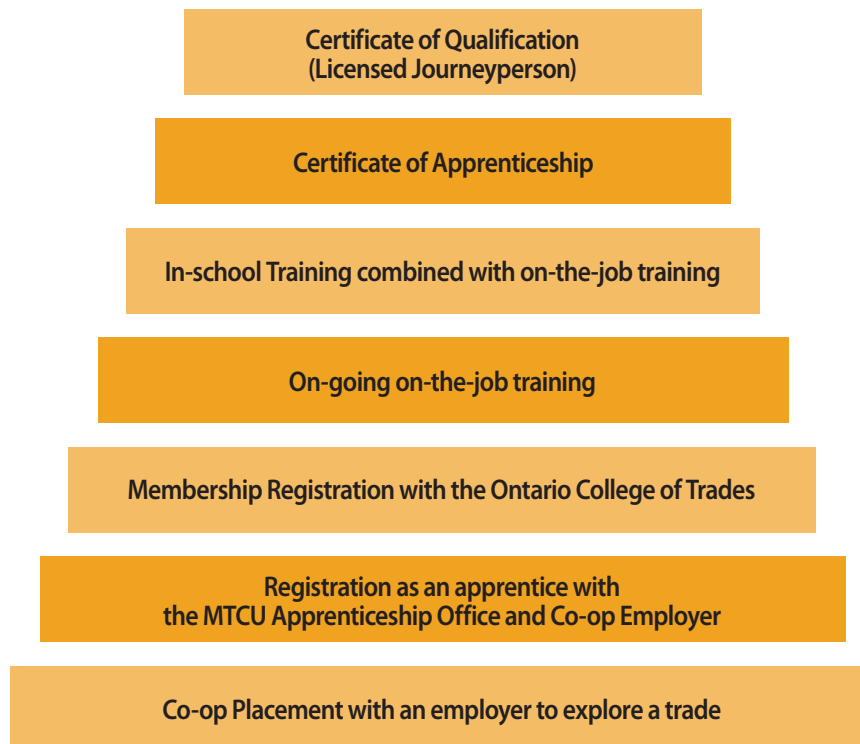 Certificate of Qualification
(Licensed Journeyperson)
Certificate of Apprenticeship
In-school Training combined with on-the-job training
On-going on-the-job training
Membership Registration with the Ontario College of Trades
Registration as an apprentice with
the MTCU Apprenticeship Office and Co-op Employer
Co-op Placement with an employer to explore a trade